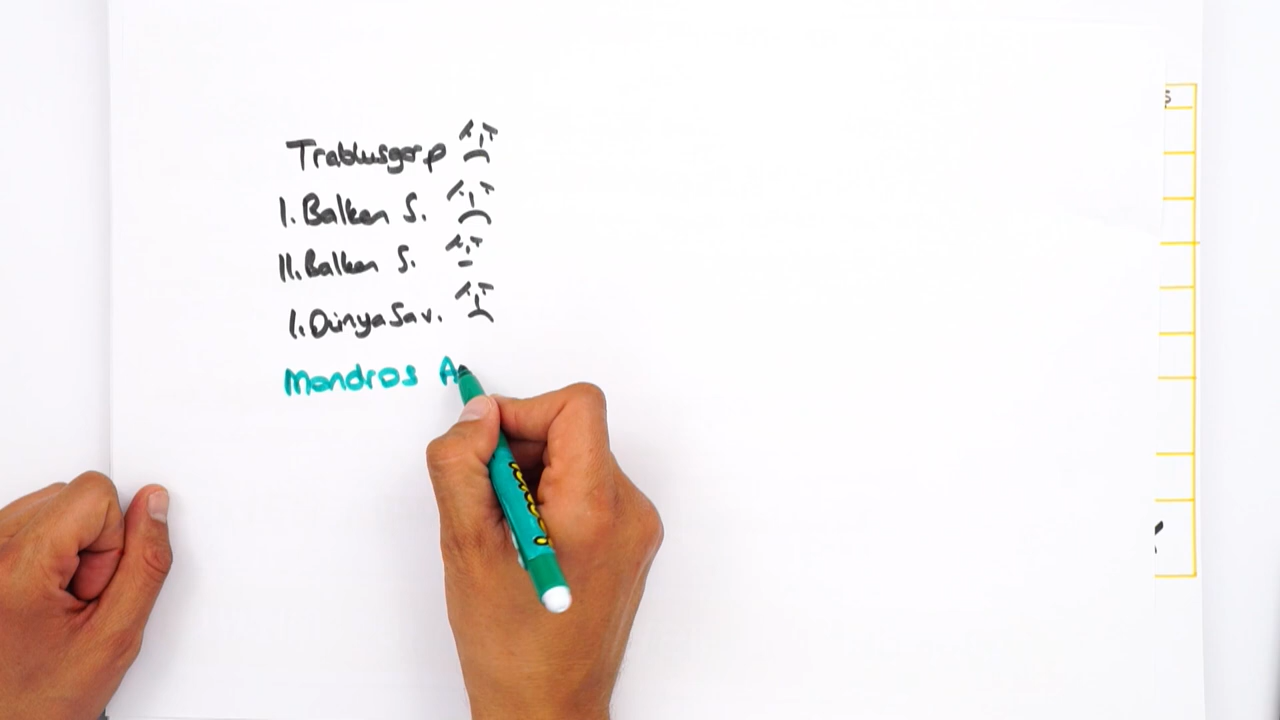 Trablusgarp
I. Balkan S.
II. Balkan S.
I. Dünya Sav.
Mondros A
s